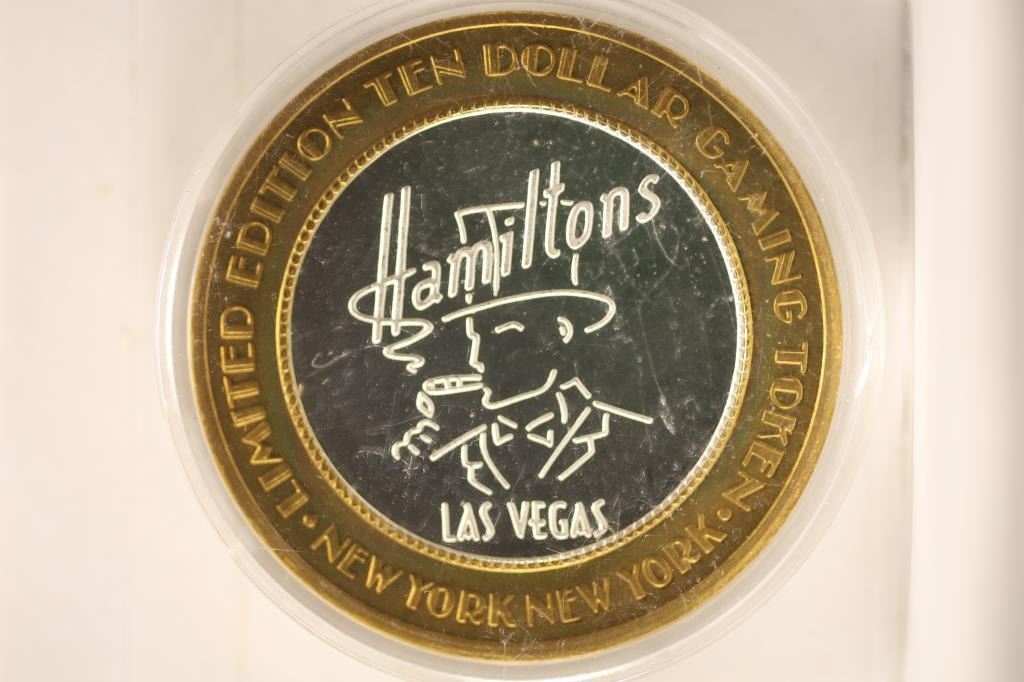 LIMITED EDITION TEN DOLLAR GAMING TOKEN
Hamiltons
LAS VEGAS
• NEW YORK NEW YORK •